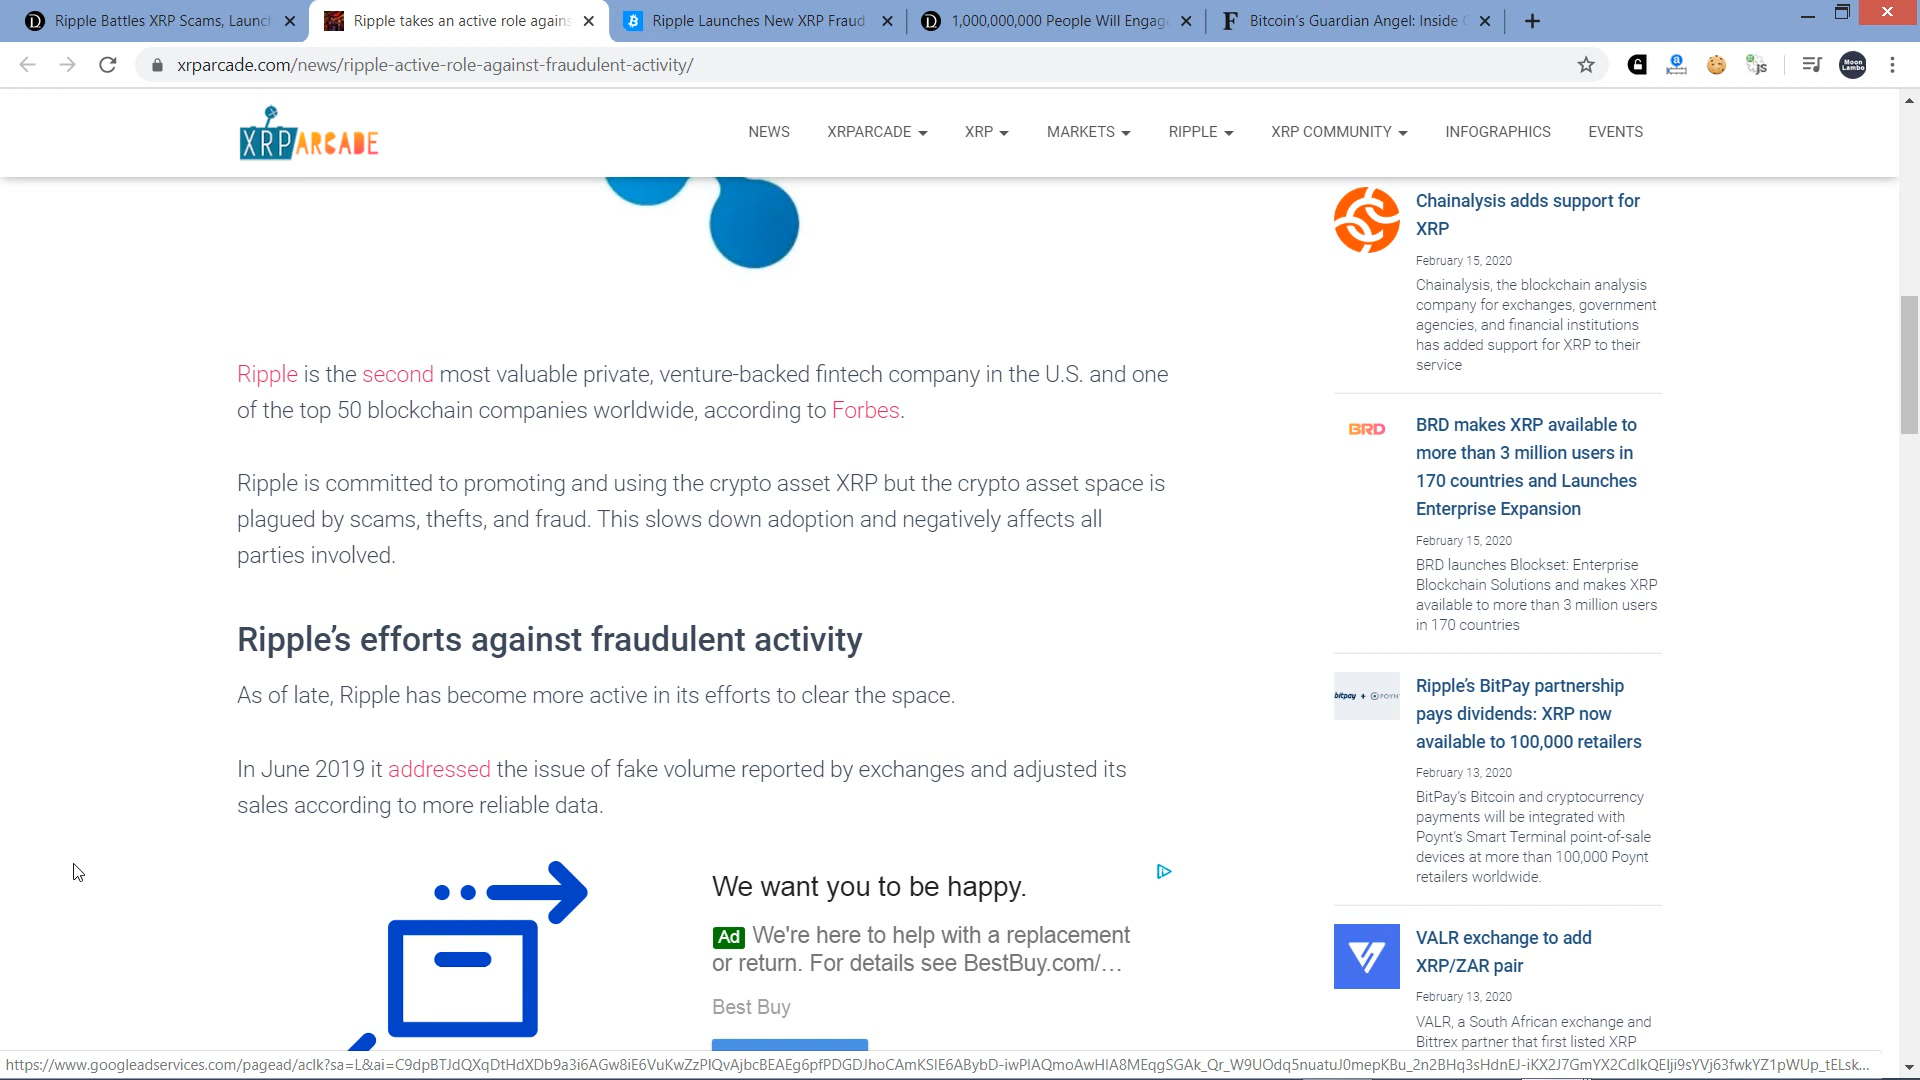 Ripple Battles XRP Scams, Launc
Ripple takes an active role agains
Ripple Launches New XRP Fraud
1,000,000,000 People Will Engage
Bitcoin's Guardian Angel: Inside
xrparcade.com/news/ripple-active-role-against-fraudulent-activity/
XRPARCADE
NEWS
XRPARCADE
XRP
MARKETS
RIPPLE
XRP COMMUNITY
INFOGRAPHICS
EVENTS
Ripple is the second most valuable private, venture-backed fintech company in the U.S. and one
of the top 50 blockchain companies worldwide, according to Forbes.
Ripple is committed to promoting and using the crypto asset XRP but the crypto asset space is
plagued by scams, thefts, and fraud. This slows down adoption and negatively affects all
parties involved.
Ripple's efforts against fraudulent activity
As of late, Ripple has become more active in its efforts to clear the space.
In June 2019 it addressed the issue of fake volume reported by exchanges and adjusted its
sales according to more reliable data.
We want you to be happy.
Ad We're here to help with a replacement
or return. For details see BestBuy.com/...
Best Buy
Chainalysis adds support for
XRP
February 15, 2020
Chainalysis, the blockchain analysis
company for exchanges, government
agencies, and financial institutions
has added support for XRP to their
service
BRD
BRD makes XRP available to
more than 3 million users in
170 countries and Launches
Enterprise Expansion
February 15, 2020
BRD launches Blockset: Enterprise
Blockchain Solutions and makes XRP
available to more than 3 million users
in 170 countries
bitpay + POYNT
Ripple's BitPay partnership
pays dividends: XRP now
available to 100,000 retailers
February 13, 2020
BitPay's Bitcoin and cryptocurrency
payments will be integrated with
Poynt's Smart Terminal point-of-sale
devices at more than 100,000 Poynt
retailers worldwide.
VALR exchange to add
XRP/ZAR pair
February 13, 2020
VALR, a South African exchange and
Bittrex partner that first listed XRP